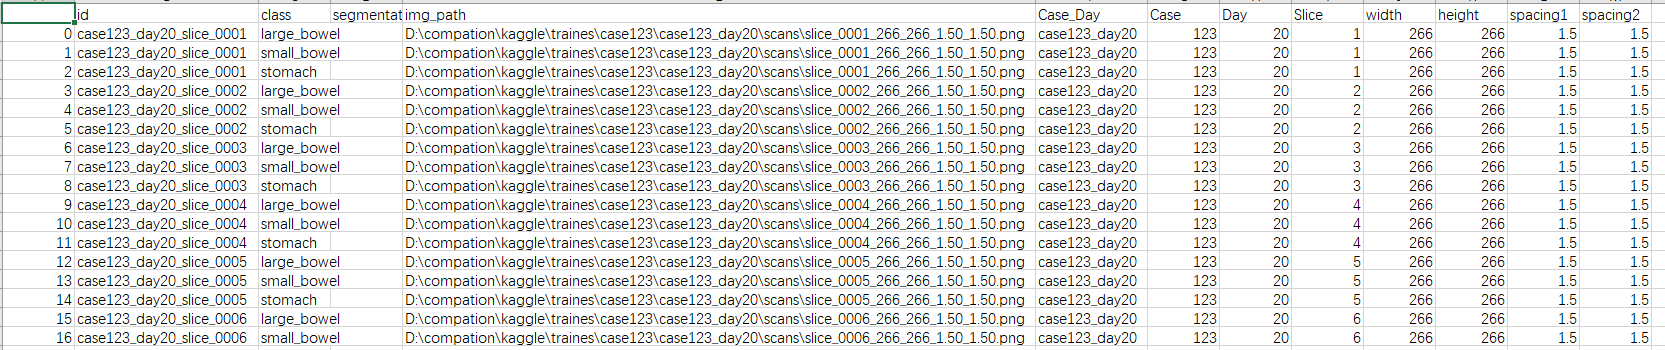 id class segmentat img_path Case_Day Case Day Slice width height spacing1 spacing2
0 case123_day20_slice_0001 large_bowel D:\compation\kaggle\traines\case123\case123_day20\scans\slice_0001_266_266_1.50_1.50.png case123_day20 123 20 1 266 266 1.5 1.5
1 case123_day20_slice_0001 small_bowel D:\compation\kaggle\traines\case123\case123_day20\scans\slice_0001_266_266_1.50_1.50.png case123_day20 123 20 1 266 266 1.5 1.5
2 case123_day20_slice_0001 stomach D:\compation\kaggle\traines\case123\case123_day20\scans\slice_0001_266_266_1.50_1.50.png case123_day20 123 20 1 266 266 1.5 1.5
3 case123_day20_slice_0002 large_bowel D:\compation\kaggle\traines\case123\case123_day20\scans\slice_0002_266_266_1.50_1.50.png case123_day20 123 20 2 266 266 1.5 1.5
4 case123_day20_slice_0002 small_bowel D:\compation\kaggle\traines\case123\case123_day20\scans\slice_0002_266_266_1.50_1.50.png case123_day20 123 20 2 266 266 1.5 1.5
5 case123_day20_slice_0002 stomach D:\compation\kaggle\traines\case123\case123_day20\scans\slice_0002_266_266_1.50_1.50.png case123_day20 123 20 2 266 266 1.5 1.5
6 case123_day20_slice_0003 large_bowel D:\compation\kaggle\traines\case123\case123_day20\scans\slice_0003_266_266_1.50_1.50.png case123_day20 123 20 3 266 266 1.5 1.5
7 case123_day20_slice_0003 small_bowel D:\compation\kaggle\traines\case123\case123_day20\scans\slice_0003_266_266_1.50_1.50.png case123_day20 123 20 3 266 266 1.5 1.5
8 case123_day20_slice_0003 stomach D:\compation\kaggle\traines\case123\case123_day20\scans\slice_0003_266_266_1.50_1.50.png case123_day20 123 20 3 266 266 1.5 1.5
9 case123_day20_slice_0004 large_bowel D:\compation\kaggle\traines\case123\case123_day20\scans\slice_0004_266_266_1.50_1.50.png case123_day20 123 20 4 266 266 1.5 1.5
10 case123_day20_slice_0004 small_bowel D:\compation\kaggle\traines\case123\case123_day20\scans\slice_0004_266_266_1.50_1.50.png case123_day20 123 20 4 266 266 1.5 1.5
11 case123_day20_slice_0004 stomach D:\compation\kaggle\traines\case123\case123_day20\scans\slice_0004_266_266_1.50_1.50.png case123_day20 123 20 4 266 266 1.5 1.5
12 case123_day20_slice_0005 large_bowel D:\compation\kaggle\traines\case123\case123_day20\scans\slice_0005_266_266_1.50_1.50.png case123_day20 123 20 5 266 266 1.5 1.5
13 case123_day20_slice_0005 small_bowel D:\compation\kaggle\traines\case123\case123_day20\scans\slice_0005_266_266_1.50_1.50.png case123_day20 123 20 5 266 266 1.5 1.5
14 case123_day20_slice_0005 stomach D:\compation\kaggle\traines\case123\case123_day20\scans\slice_0005_266_266_1.50_1.50.png case123_day20 123 20 5 266 266 1.5 1.5
15 case123_day20_slice_0006 large_bowel D:\compation\kaggle\traines\case123\case123_day20\scans\slice_0006_266_266_1.50_1.50.png case123_day20 123 20 6 266 266 1.5 1.5
16 case123_day20_slice_0006 small_bowel D:\compation\kaggle\traines\case123\case123_day20\scans\slice_0006_266_266_1.50_1.50.png case123_day20 123 20 6 266 266 1.5 1.5